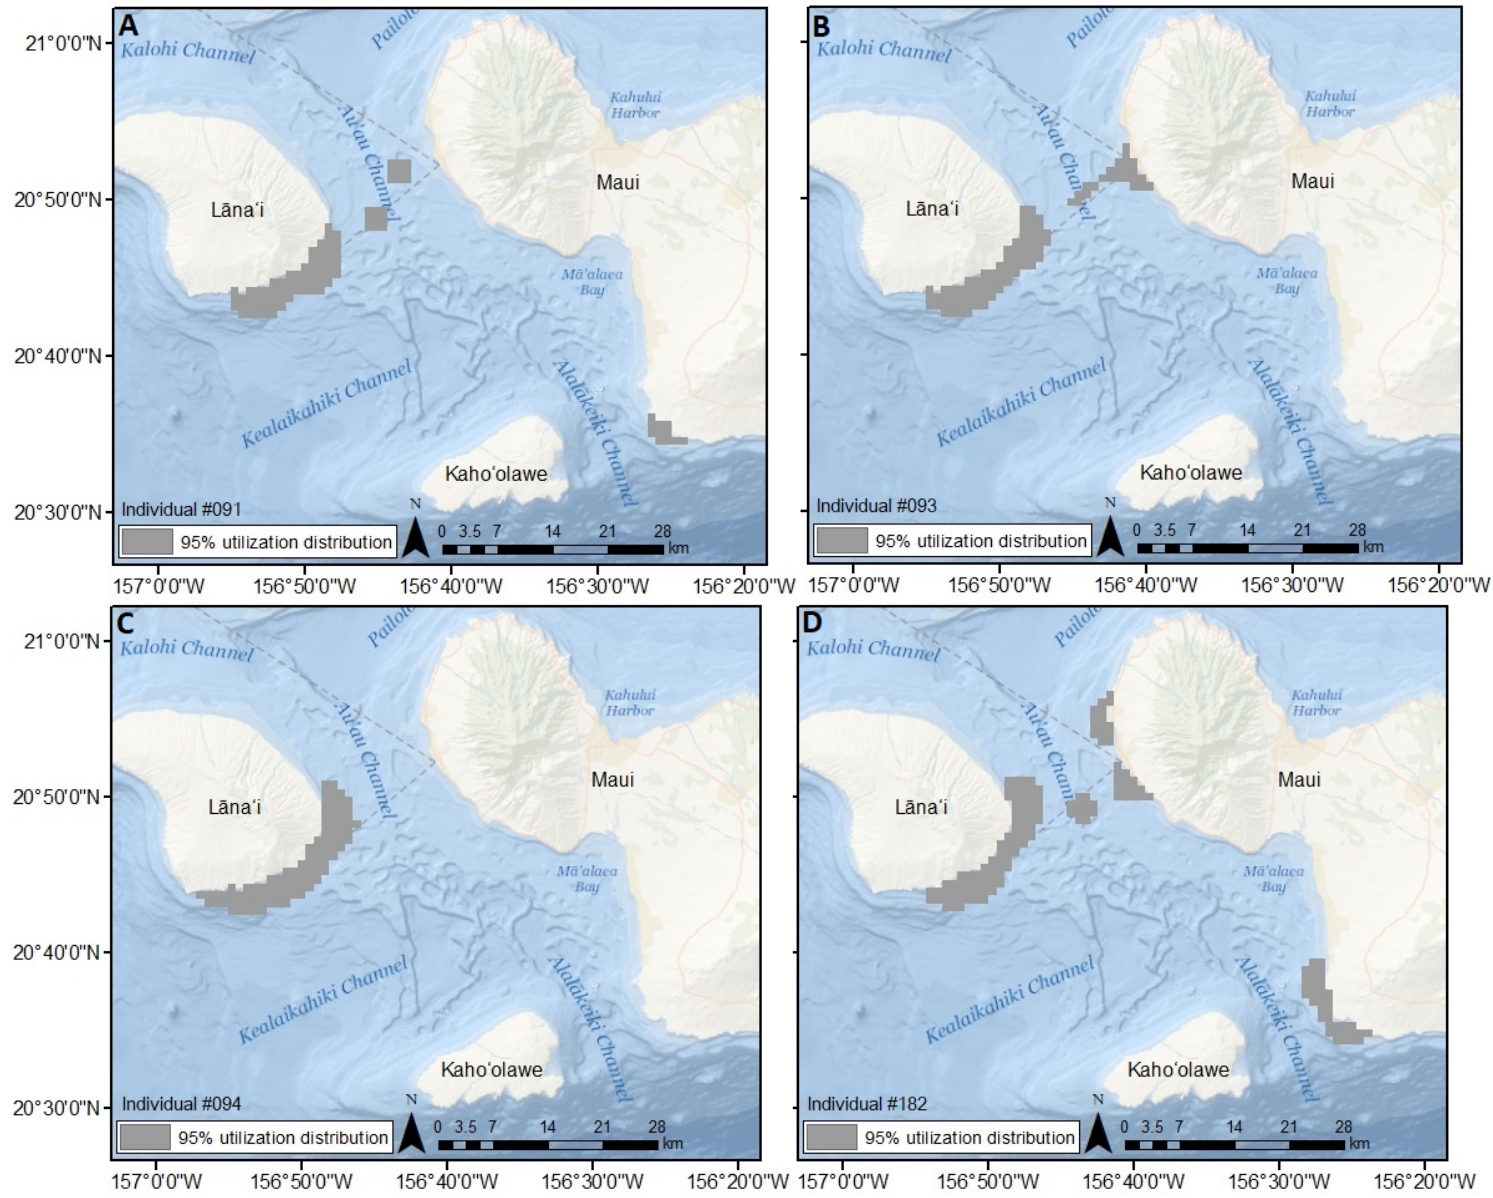 A
21°0'0"N
20°50'0"N
20°40'0"N
20°30'0"N
Kalohi Channel
Pailolo
Au'au Channel
Kahului
Harbor
Maui
Lāna'i
Mā'alaea
Bay
Kealaikahiki Channel
Alalākeiki Channel
Kaho'olawe
Individual #091
95% utilization distribution
N
0 3.5 7 14 21 28
km
157°0'0"W 156°50'0"W 156°40'0"W 156°30'0"W 156°20'0"W
B
Kalohi Channel
Pailolo
Au'au Channel
Kahului
Harbor
Maui
Lāna'i
Mā'alaea
Bay
Kealaikahiki Channel
Alalākeiki Channel
Kaho'olawe
Individual #093
95% utilization distribution
N
0 3.5 7 14 21 28
km
157°0'0"W 156°50'0"W 156°40'0"W 156°30'0"W 156°20'0"W
C
21°0'0"N
20°50'0"N
20°40'0"N
20°30'0"N
Kalohi Channel
Pailolo
Au'au Channel
Kahului
Harbor
Maui
Lāna'i
Mā'alaea
Bay
Kealaikahiki Channel
Alalākeiki Channel
Kaho'olawe
Individual #094
95% utilization distribution
N
0 3.5 7 14 21 28
km
157°0'0"W 156°50'0"W 156°40'0"W 156°30'0"W 156°20'0"W
D
Kalohi Channel
Pailolo
Au'au Channel
Kahului
Harbor
Maui
Lāna'i
Mā'alaea
Bay
Kealaikahiki Channel
Alalākeiki Channel
Kaho'olawe
Individual #182
95% utilization distribution
N
0 3.5 7 14 21 28
km
157°0'0"W 156°50'0"W 156°40'0"W 156°30'0"W 156°20'0"W